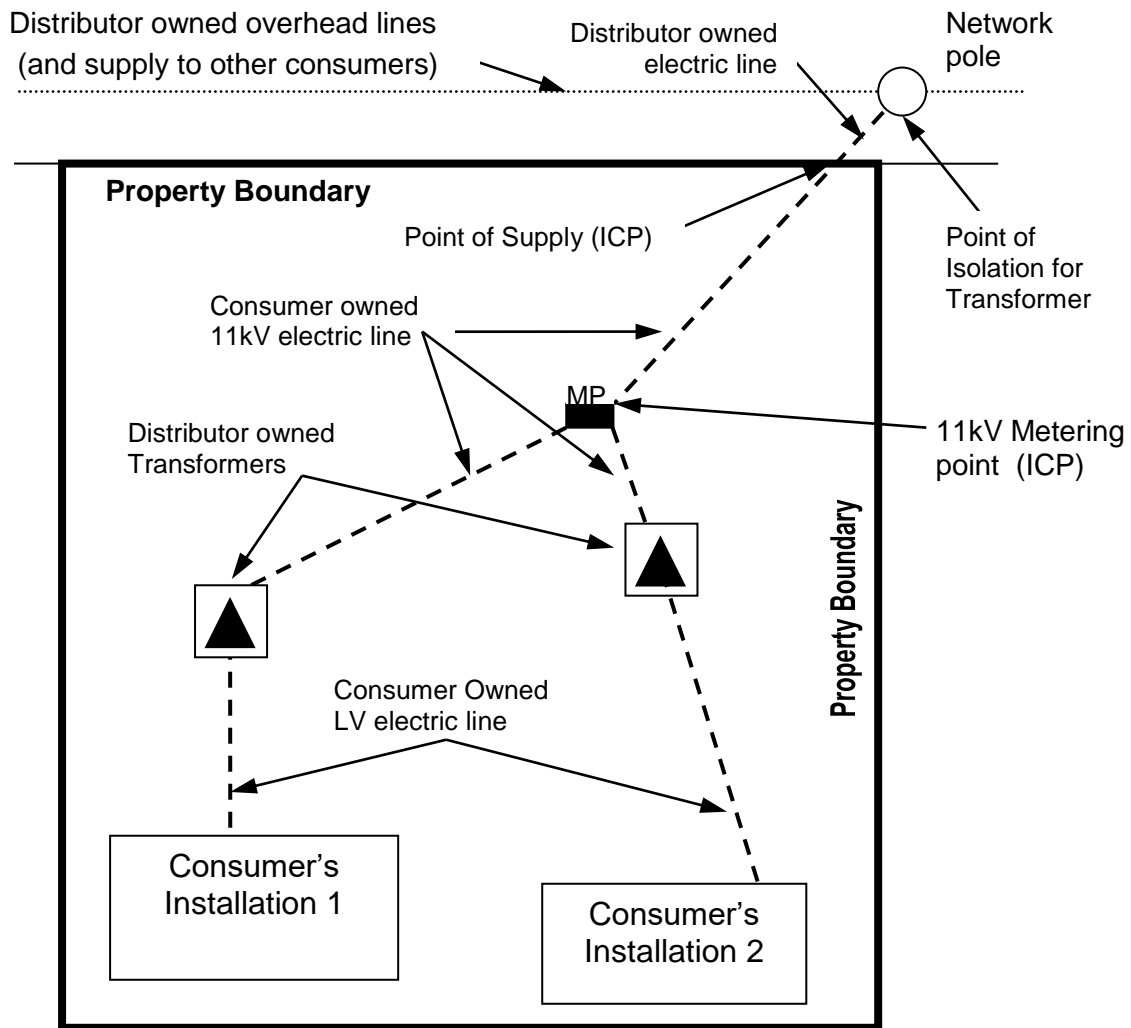 Distributor owned overhead lines
(and supply to other consumers)
Distributor owned
electric line
Network
pole
Property Boundary
Point of Supply (ICP)
Point of
Isolation for
Transformer
Consumer owned
11kV electric line
MP
11kV Metering
point (ICP)
Distributor owned
Transformers
Property Boundary
Consumer Owned
LV electric line
Consumer’s
Installation 1
Consumer’s
Installation 2